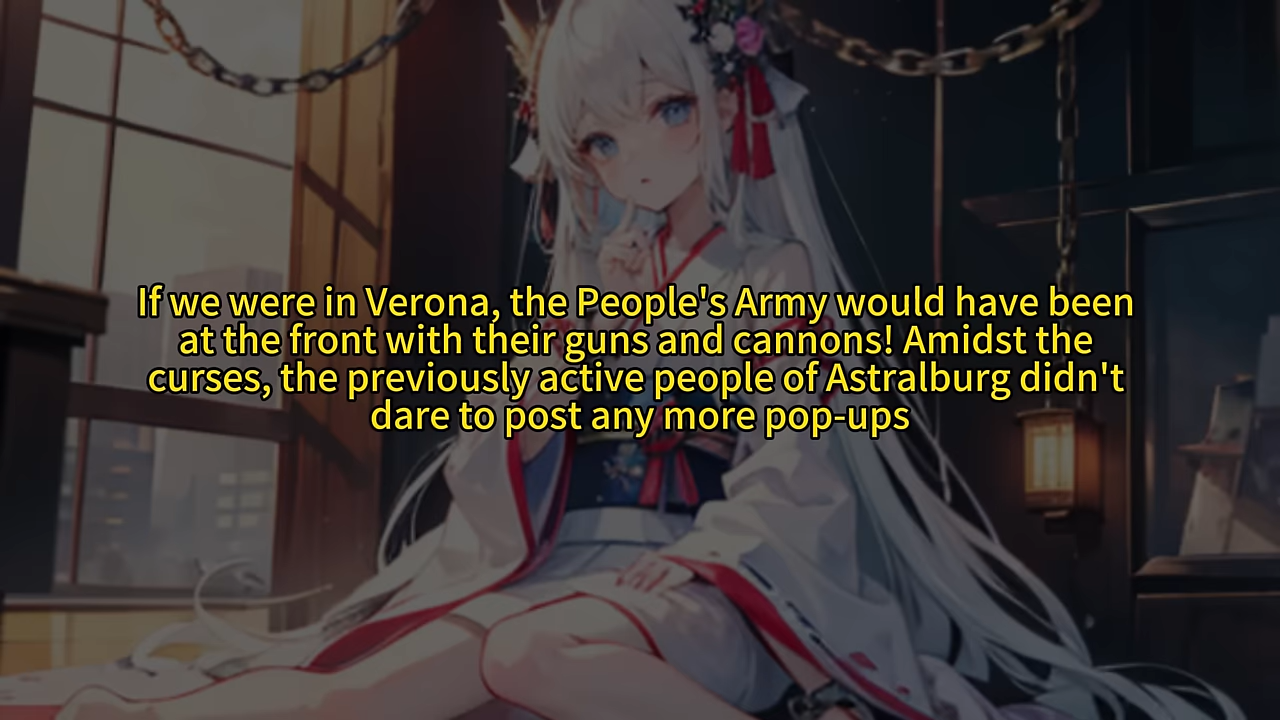 If we were in Verona, the People's Army would have been
at the front with their guns and cannons! Amidst the
curses, the previously active people of Astralburg didn't
dare to post any more pop-ups